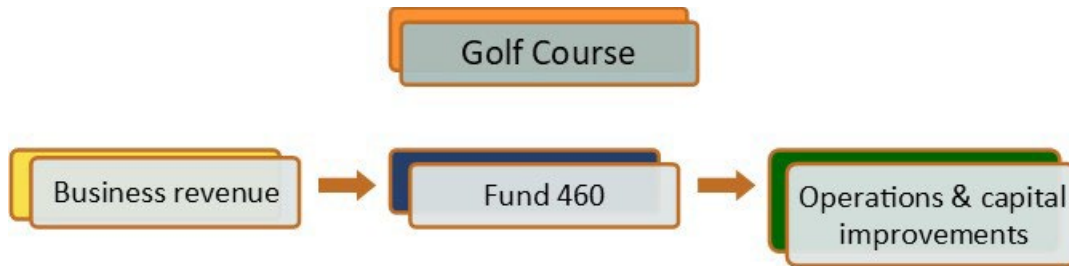 Golf Course
Business revenue
Fund 460
Operations & capital
improvements